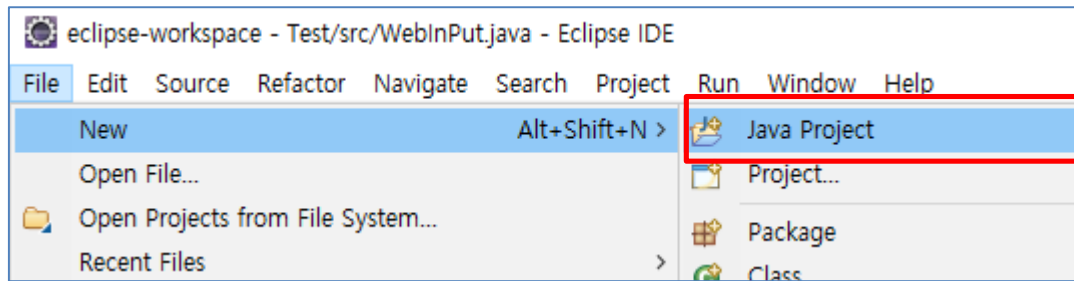 eclipse-workspace - Test/src/WebInPut.java - Eclipse IDE
File Edit Source Refactor Navigate Search Project Run Window Help
New Alt+Shift+N >
Open File...
Open Projects from File System...
Recent Files >
Java Project
Project...
Package
Class